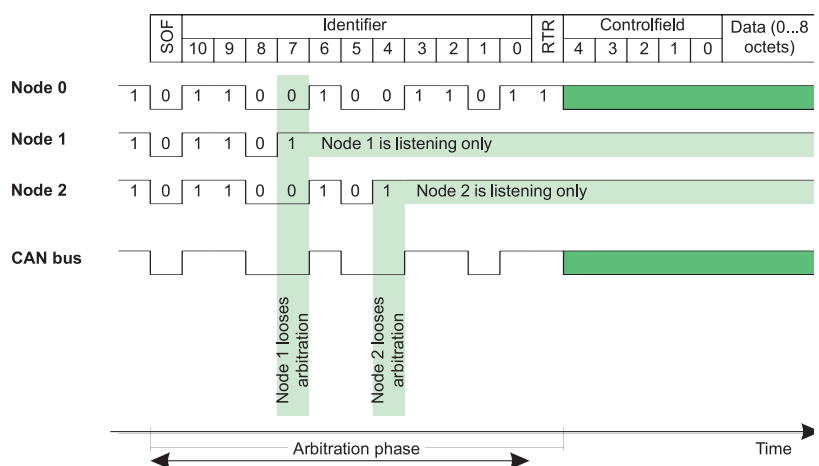 SOF Identifier RTR Controlfield Data (0...8 octets)
10 9 8 7 6 5 4 3 2 1 0 4 3 2 1 0
Node 0 1 0 1 1 0 0 1 0 0 1 1 0 1 1
Node 1 1 0 1 1 0 1 Node 1 is listening only
Node 2 1 0 1 1 0 0 1 0 1 Node 2 is listening only
CAN bus
Node 1 looses
arbitration
Node 2 looses
arbitration
Arbitration phase Time